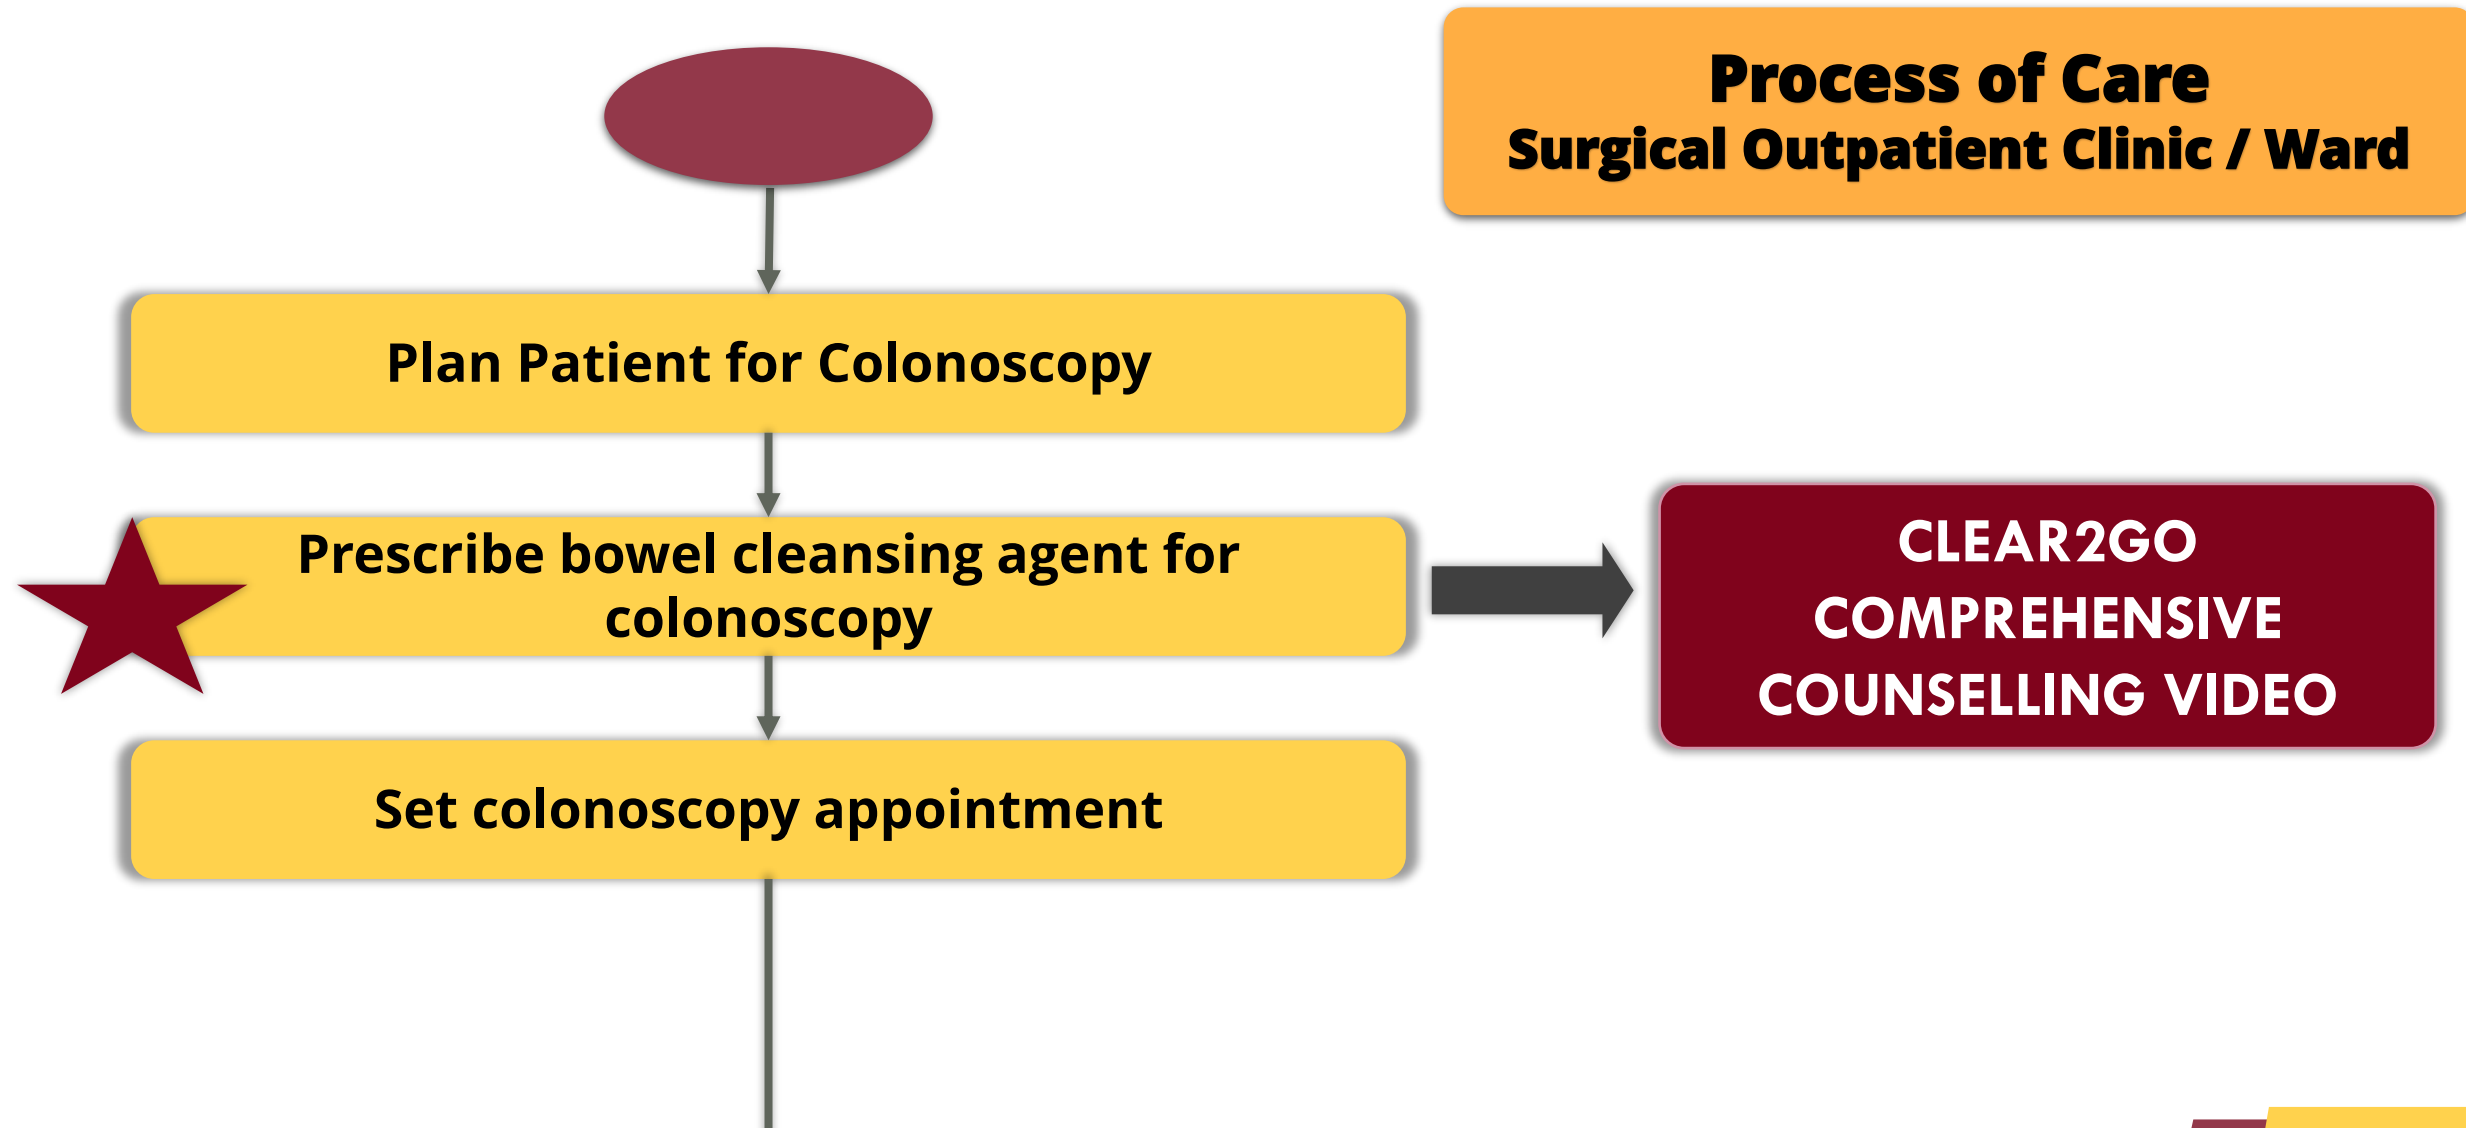 Process of Care
Surgical Outpatient Clinic / Ward
Plan Patient for Colonoscopy
Prescribe bowel cleansing agent for
colonoscopy
CLEAR2GO
COMPREHENSIVE
COUNSELLING VIDEO
Set colonoscopy appointment